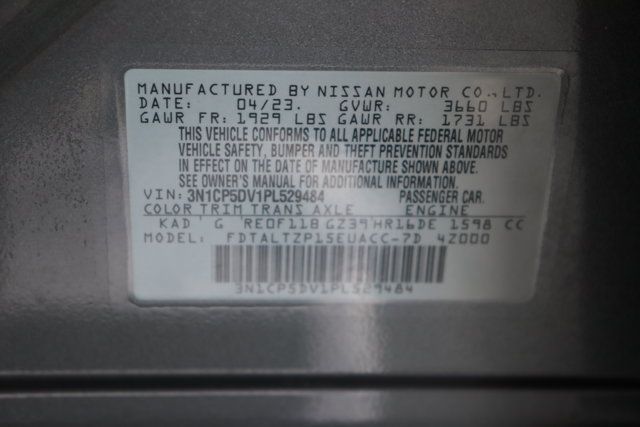 MANUFACTURED BY NISSAN MOTOR CO., LTD.
DATE: 04/23. GVWR: 3660 LBS
GAWR FR: 1929 LBS GAWR RR: 1731 LBS
THIS VEHICLE CONFORMS TO ALL APPLICABLE FEDERAL MOTOR
VEHICLE SAFETY, BUMPER AND THEFT PREVENTION STANDARDS
IN EFFECT ON THE DATE OF MANUFACTURE SHOWN ABOVE.
SEE OWNER'S MANUAL FOR ADDITIONAL INFORMATION.
VIN: 3N1CP5DV1PL529484 PASSENGER CAR.
COLOR TRIM TRANS AXLE ENGINE
KAD G RE0F11B GZ39 HR16DE 1598 CC
MODEL: FDTALTZP15EUACC-7D 4Z000
3N1CP5DV1PL529484